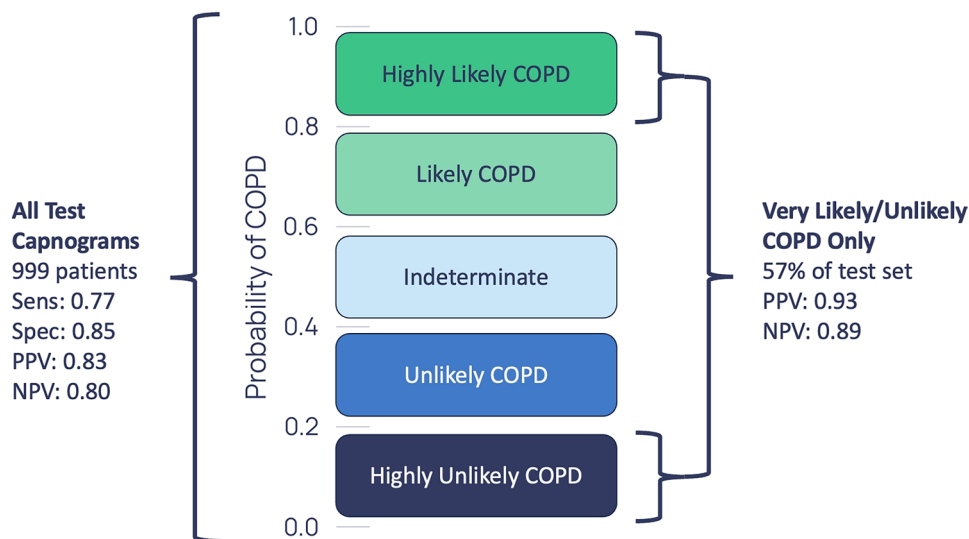 All Test
Capnograms
999 patients
Sens: 0.77
Spec: 0.85
PPV: 0.83
NPV: 0.80
Probability of COPD
1.0
0.8
0.6
0.4
0.2
0.0
Highly Likely COPD
Likely COPD
Indeterminate
Unlikely COPD
Highly Unlikely COPD
Very Likely/Unlikely
COPD Only
57% of test set
PPV: 0.93
NPV: 0.89